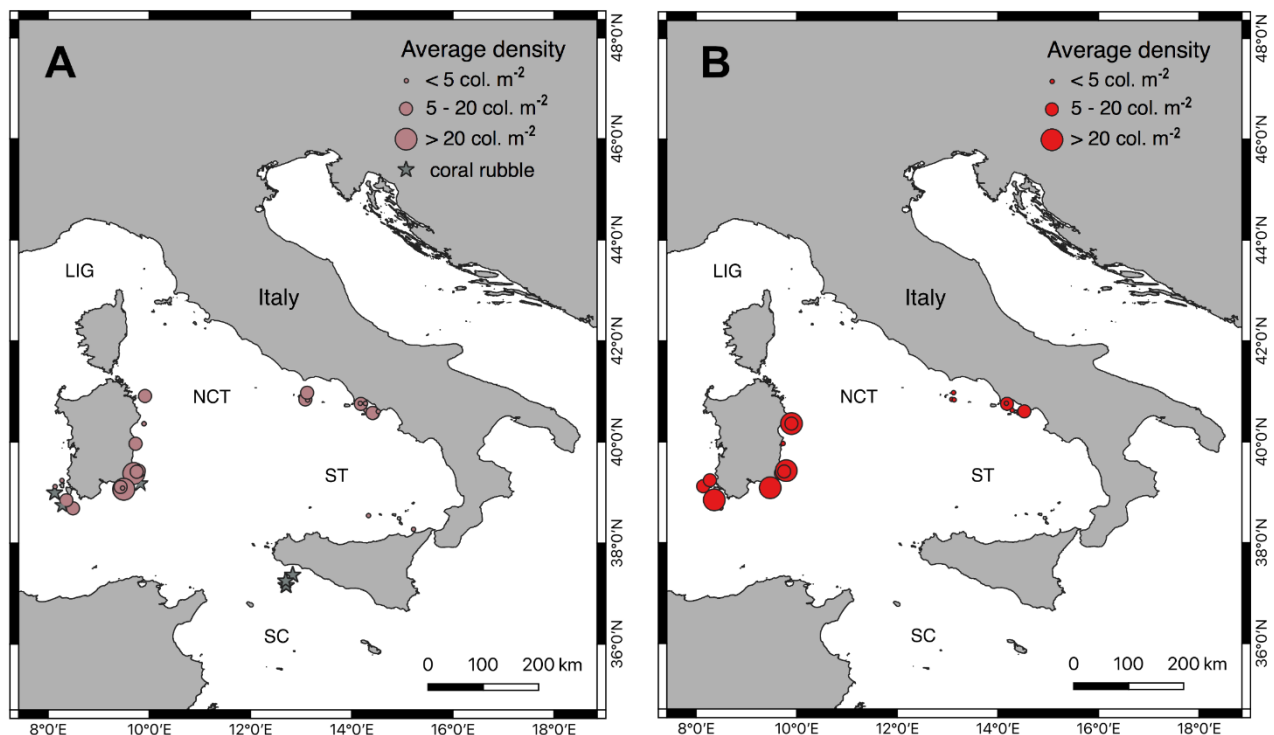 A
Average density
< 5 col. m⁻²
5 - 20 col. m⁻²
> 20 col. m⁻²
coral rubble
LIG
Italy
NCT
ST
SC
0 100 200 km
48°0'N
46°0'N
44°0'N
42°0'N
40°0'N
38°0'N
36°0'N
8°0'E 10°0'E 12°0'E 14°0'E 16°0'E 18°0'E
B
Average density
< 5 col. m⁻²
5 - 20 col. m⁻²
> 20 col. m⁻²
LIG
Italy
NCT
ST
SC
0 100 200 km
48°0'N
46°0'N
44°0'N
42°0'N
40°0'N
38°0'N
36°0'N
8°0'E 10°0'E 12°0'E 14°0'E 16°0'E 18°0'E